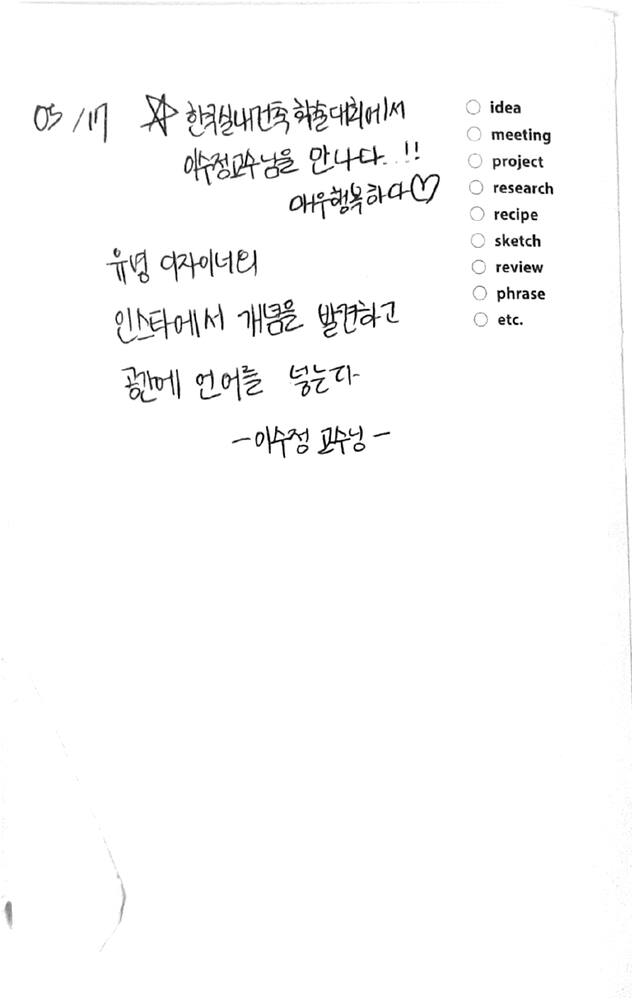 05/17 ☆ 한국실내건축학술대회에서
이수정교수님을 만나다..!!
매우행복하다♡
유명 디자이너의
인스타에서 개념을 발견하고
공간에 언어를 넣는다
-이수정 교수님-
idea
meeting
project
research
recipe
sketch
review
phrase
etc.